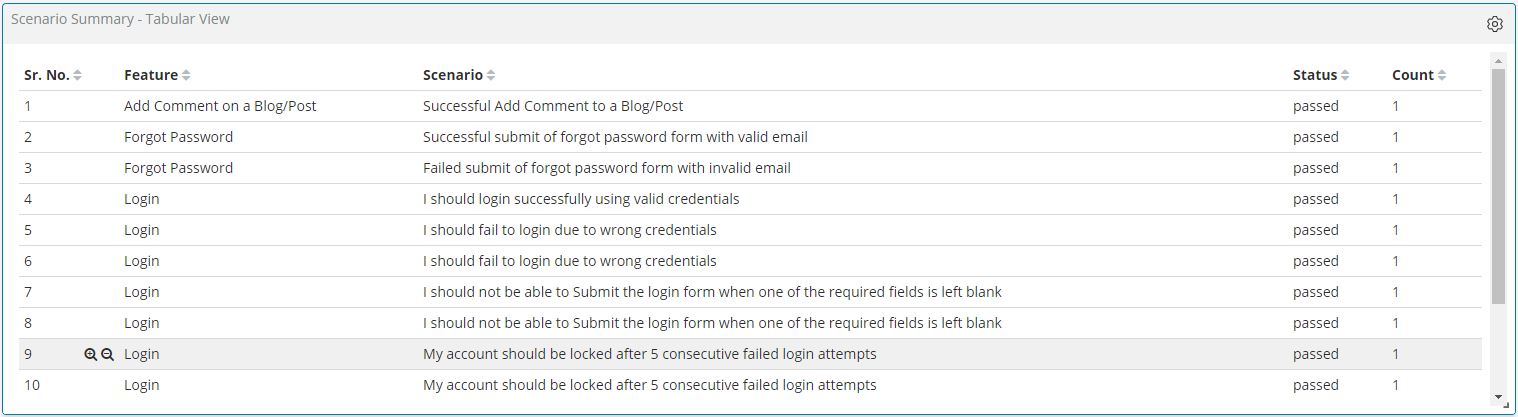 Scenario Summary - Tabular View
Sr. No. Feature Scenario Status Count
1 Add Comment on a Blog/Post Successful Add Comment to a Blog/Post passed 1
2 Forgot Password Successful submit of forgot password form with valid email passed 1
3 Forgot Password Failed submit of forgot password form with invalid email passed 1
4 Login I should login successfully using valid credentials passed 1
5 Login I should fail to login due to wrong credentials passed 1
6 Login I should fail to login due to wrong credentials passed 1
7 Login I should not be able to Submit the login form when one of the required fields is left blank passed 1
8 Login I should not be able to Submit the login form when one of the required fields is left blank passed 1
9 Login My account should be locked after 5 consecutive failed login attempts passed 1
10 Login My account should be locked after 5 consecutive failed login attempts passed 1